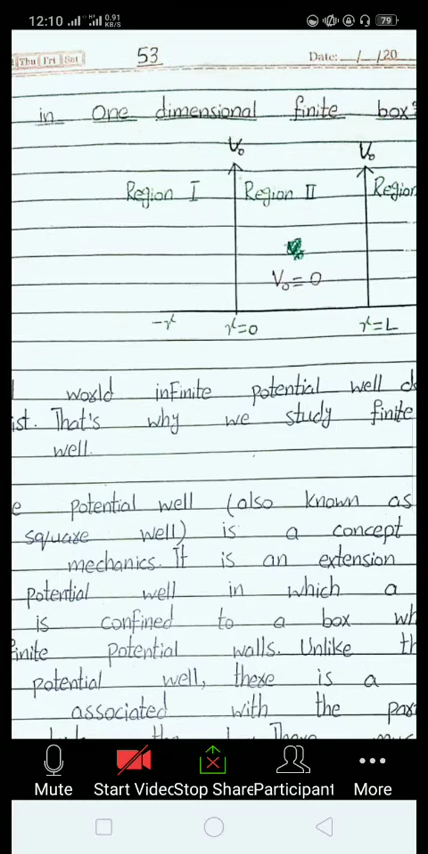 12:10 0.91 KB/S 79
Thu Fri Sat 53 Date: __/__/20
in One dimensional finite box:
V₀ V₀
Region I Region II Region
V₀ = 0
-x x=0 x=L
world infinite potential well d
ist. That's why we study finite
well.
e potential well (also known as
square well) is a concept
mechanics. It is an extension
potential well in which a
is confined to a box wh
finite potential walls. Unlike th
potential well, there is a
associated with the par
Mute Start Video Stop Share Participant More